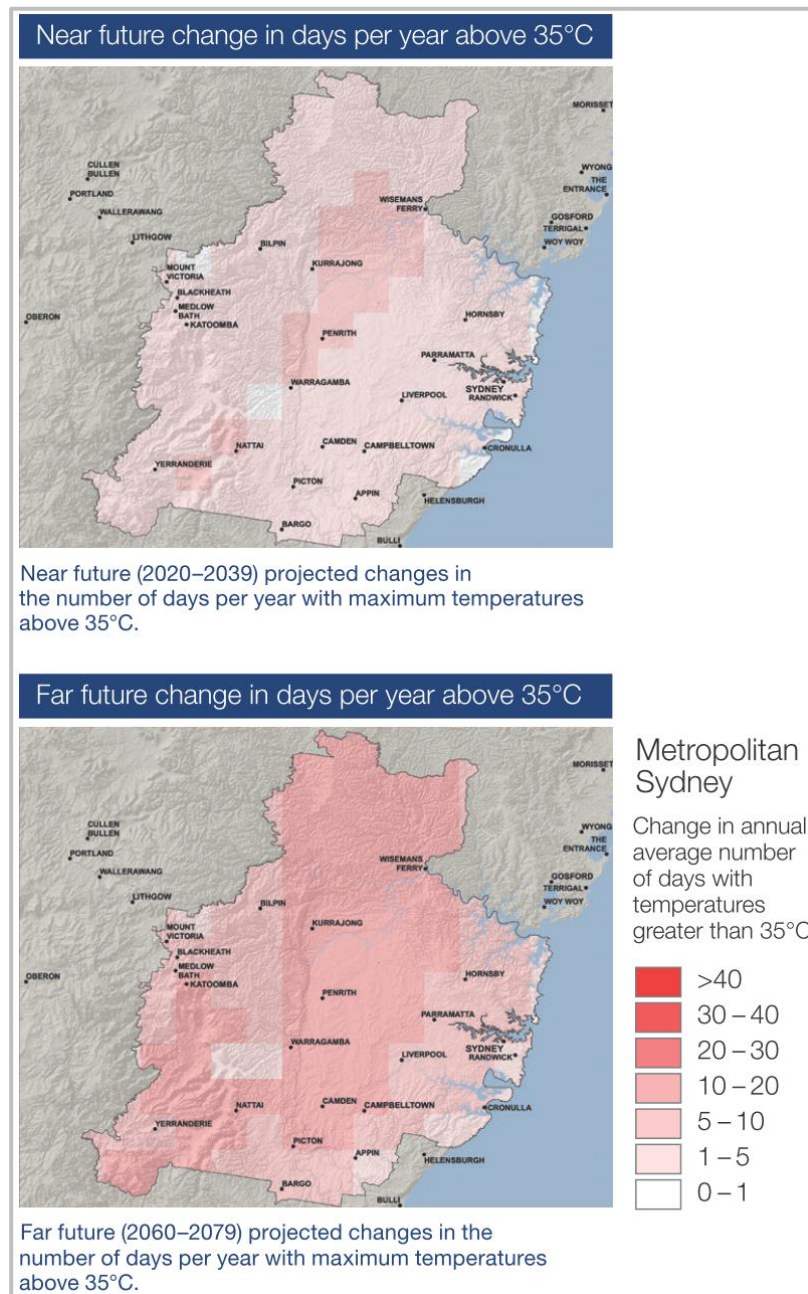 Near future change in days per year above 35°C
MORISSET
CULLEN
BULLEN
PORTLAND
WALLERAWANG
LITHGOW
WYONG
THE
ENTRANCE
WISEMANS
FERRY
GOSFORD
TERRIGAL
WOY WOY
BILPIN
MOUNT
VICTORIA
KURRAJONG
BLACKHEATH
MEDLOW
BATH
KATOOMBA
OBERON
HORNSBY
PENRITH
PARRAMATTA
WARRAGAMBA
LIVERPOOL
SYDNEY
RANDWICK
NATTAI
CAMDEN
CAMPBELLTOWN
CRONULLA
YERRANDERIE
PICTON
APPIN
HELENSBURGH
BARGO
BULLI
Near future (2020–2039) projected changes in
the number of days per year with maximum temperatures
above 35°C.
Far future change in days per year above 35°C
MORISSET
CULLEN
BULLEN
PORTLAND
WALLERAWANG
LITHGOW
WYONG
THE
ENTRANCE
WISEMANS
FERRY
GOSFORD
TERRIGAL
WOY WOY
BILPIN
MOUNT
VICTORIA
KURRAJONG
BLACKHEATH
MEDLOW
BATH
KATOOMBA
OBERON
HORNSBY
PENRITH
PARRAMATTA
WARRAGAMBA
LIVERPOOL
SYDNEY
RANDWICK
NATTAI
CAMDEN
CAMPBELLTOWN
CRONULLA
YERRANDERIE
PICTON
APPIN
HELENSBURGH
BARGO
BULLI
Metropolitan
Sydney
Change in annual
average number
of days with
temperatures
greater than 35°C
>40
30–40
20–30
10–20
5–10
1–5
0–1
Far future (2060–2079) projected changes in the
number of days per year with maximum temperatures
above 35°C.